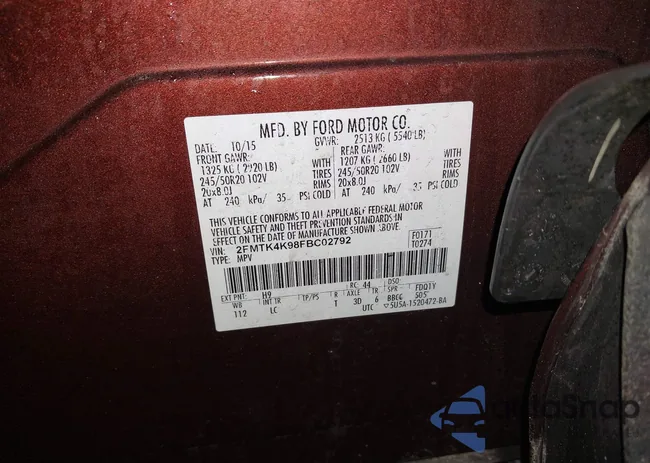 MFD. BY FORD MOTOR CO.
DATE: 10/15 GVWR: 2513 KG ( 5540 LB)
FRONT GAWR: REAR GAWR:
1325 KG ( 2920 LB) WITH 1207 KG ( 2660 LB) WITH
245/50R20 102V TIRES 245/50R20 102V TIRES
20x8.0J RIMS 20x8.0J RIMS
AT 240 kPa/ 35 PSI COLD AT 240 kPa/ 35 PSI COLD
THIS VEHICLE CONFORMS TO ALL APPLICABLE FEDERAL MOTOR
VEHICLE SAFETY AND THEFT PREVENTION STANDARDS IN
EFFECT ON THE DATE OF MANUFACTURE SHOWN ABOVE.
VIN: 2FMTK4K98FBC02792 F0171
TYPE: MPV T0274
EXT PNT: H9 RC: 44 DSO:
WB INT TR TP/PS R AXLE TR SPR FDQ1Y
112 LC 1 3D 6 BBCC 505
UTC ▽5U5A-1520472-BA
AutoSnap